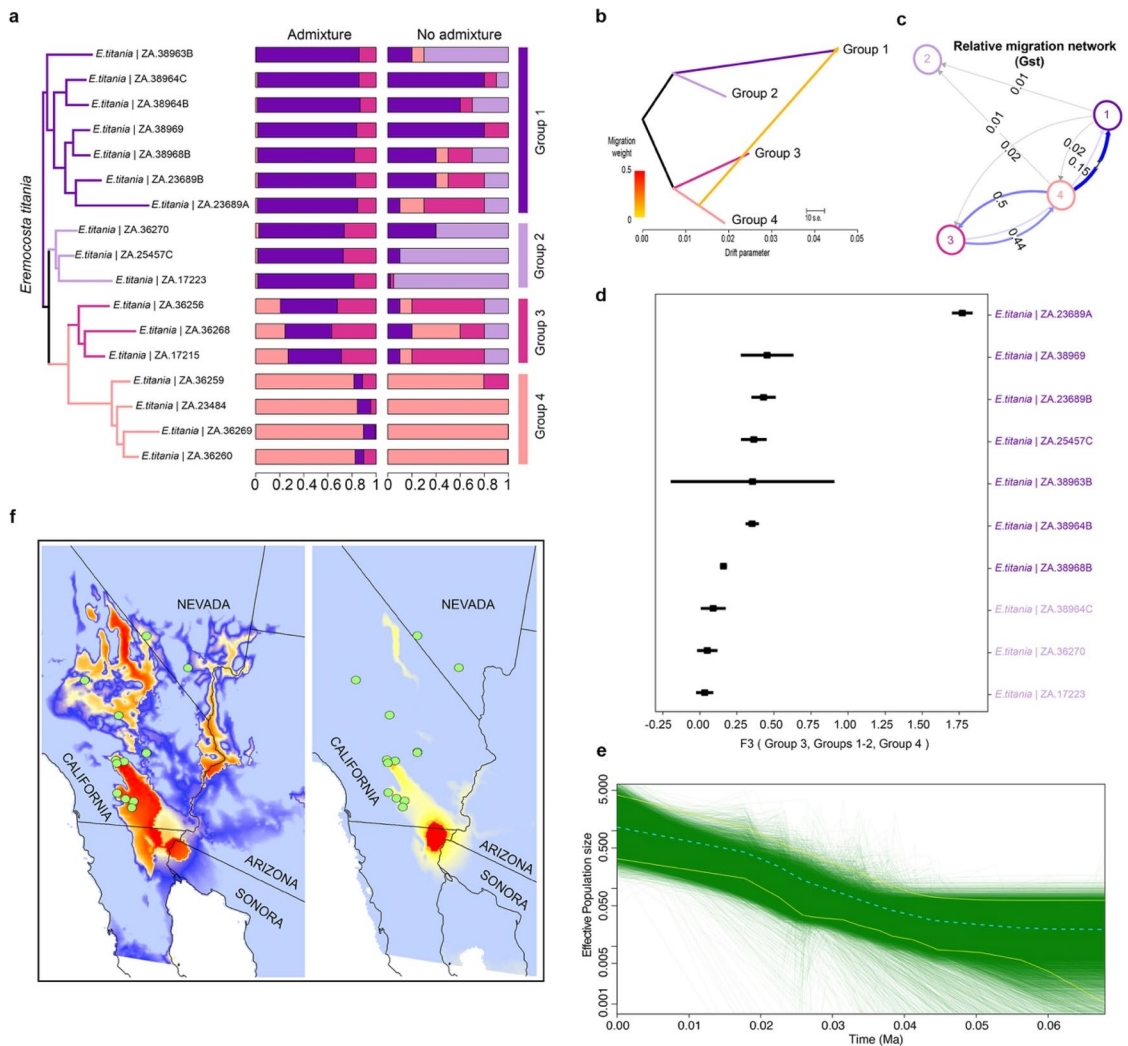 a
Eremocosta titania
Admixture
No admixture
E.titania | ZA.38963B
E.titania | ZA.38964C
E.titania | ZA.38964B
E.titania | ZA.38969
E.titania | ZA.38968B
E.titania | ZA.23689B
E.titania | ZA.23689A
E.titania | ZA.36270
E.titania | ZA.25457C
E.titania | ZA.17223
E.titania | ZA.36256
E.titania | ZA.36268
E.titania | ZA.17215
E.titania | ZA.36259
E.titania | ZA.23484
E.titania | ZA.36269
E.titania | ZA.36260
Group 1
Group 2
Group 3
Group 4
0 0.2 0.4 0.6 0.8 1
0 0.2 0.4 0.6 0.8 1
b
Group 1
Group 2
Group 3
Group 4
Migration
weight
0.5
0
10 s.e.
0.00 0.01 0.02 0.03 0.04 0.05
Drift parameter
c
Relative migration network
(Gst)
2
1
4
3
0.01
0.01
0.02
0.02
0.15
0.5
0.44
d
E.titania | ZA.23689A
E.titania | ZA.38969
E.titania | ZA.23689B
E.titania | ZA.25457C
E.titania | ZA.38963B
E.titania | ZA.38964B
E.titania | ZA.38968B
E.titania | ZA.38964C
E.titania | ZA.36270
E.titania | ZA.17223
-0.25 0.00 0.25 0.50 0.75 1.00 1.25 1.50 1.75
F3 ( Group 3, Groups 1-2, Group 4 )
e
Effective Population size
5.000
0.500
0.050
0.005
0.001
0.00 0.01 0.02 0.03 0.04 0.05 0.06
Time (Ma)
f
NEVADA
CALIFORNIA
ARIZONA
SONORA
NEVADA
CALIFORNIA
ARIZONA
SONORA